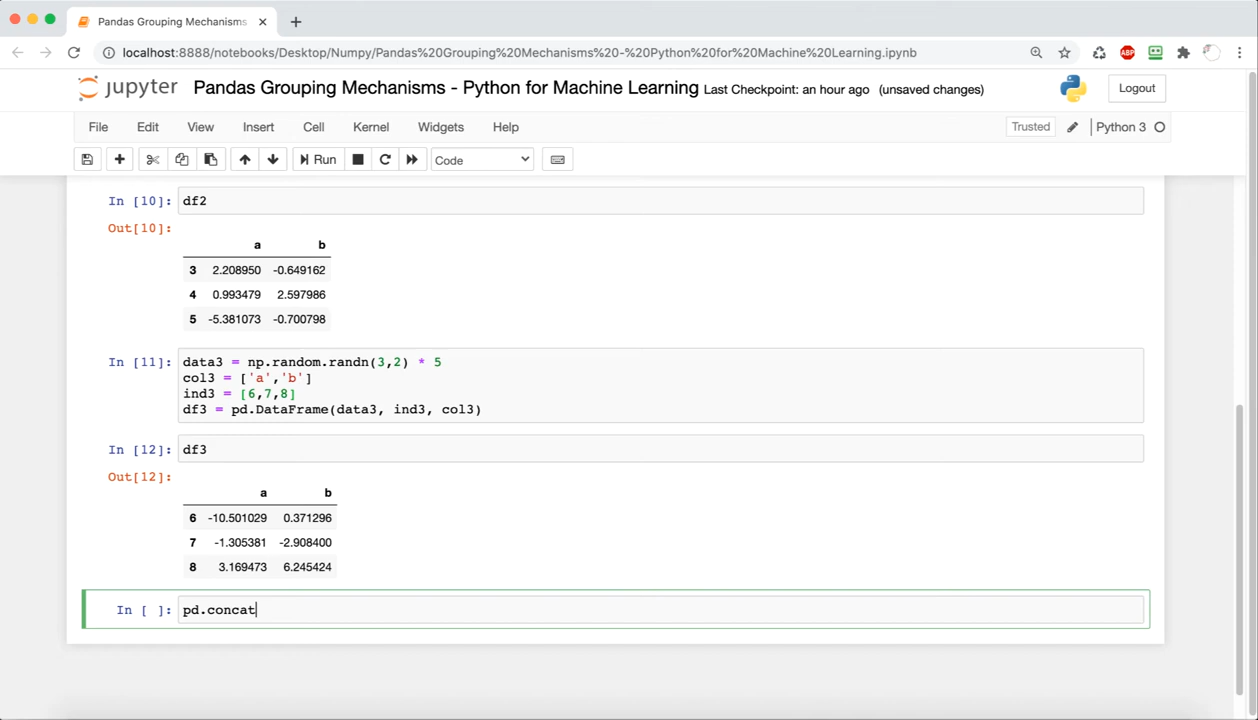 Pandas Grouping Mechanisms
localhost:8888/notebooks/Desktop/Numpy/Pandas%20Grouping%20Mechanisms%20-%20Python%20for%20Machine%20Learning.ipynb
ABP
jupyter Pandas Grouping Mechanisms - Python for Machine Learning Last Checkpoint: an hour ago (unsaved changes) Logout
File Edit View Insert Cell Kernel Widgets Help Trusted Python 3
Run Code
In [10]: df2
Out[10]:
a b
3 2.208950 -0.649162
4 0.993479 2.597986
5 -5.381073 -0.700798
In [11]: data3 = np.random.randn(3,2) * 5
col3 = ['a','b']
ind3 = [6,7,8]
df3 = pd.DataFrame(data3, ind3, col3)
In [12]: df3
Out[12]:
a b
6 -10.501029 0.371296
7 -1.305381 -2.908400
8 3.169473 6.245424
In [ ]: pd.concat